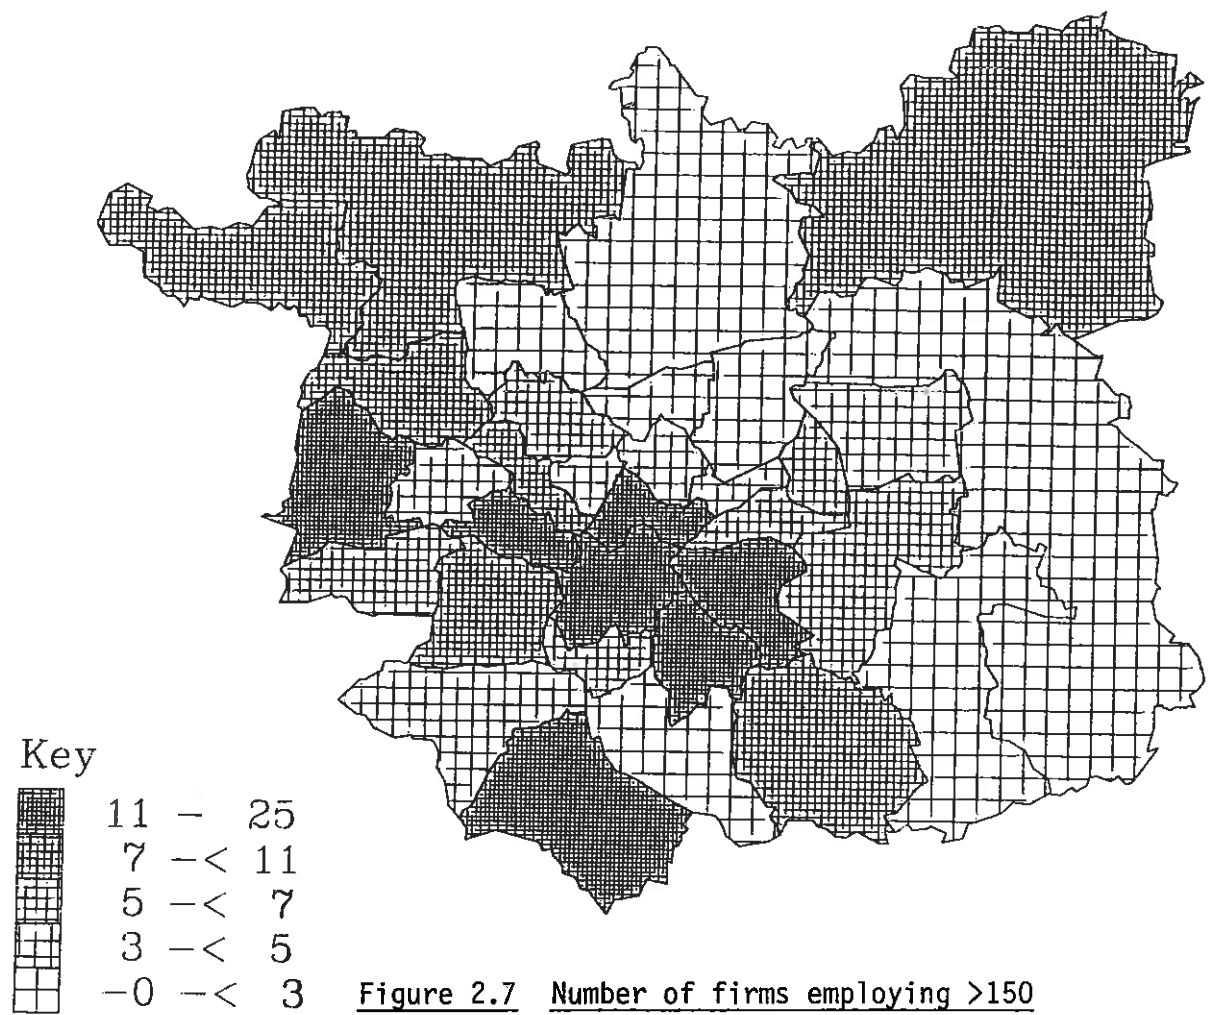 Key
11 - 25
7 -< 11
5 -< 7
3 -< 5
-0 -< 3
Figure 2.7 Number of firms employing >150